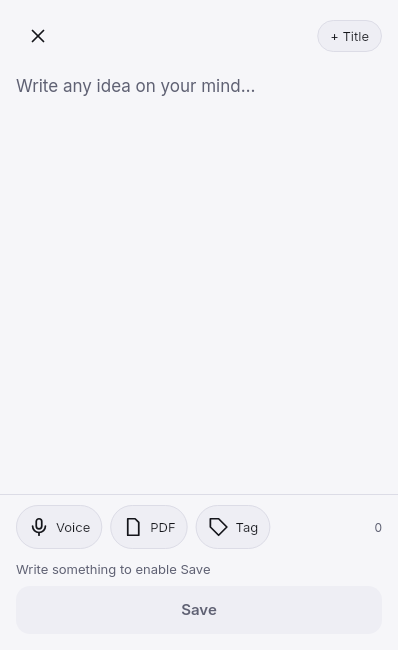 + Title
Write any idea on your mind...
Voice
PDF
Tag
0
Write something to enable Save
Save